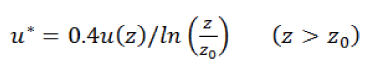 u* = 0.4u(z)/ln (z/z₀) (z > z₀)